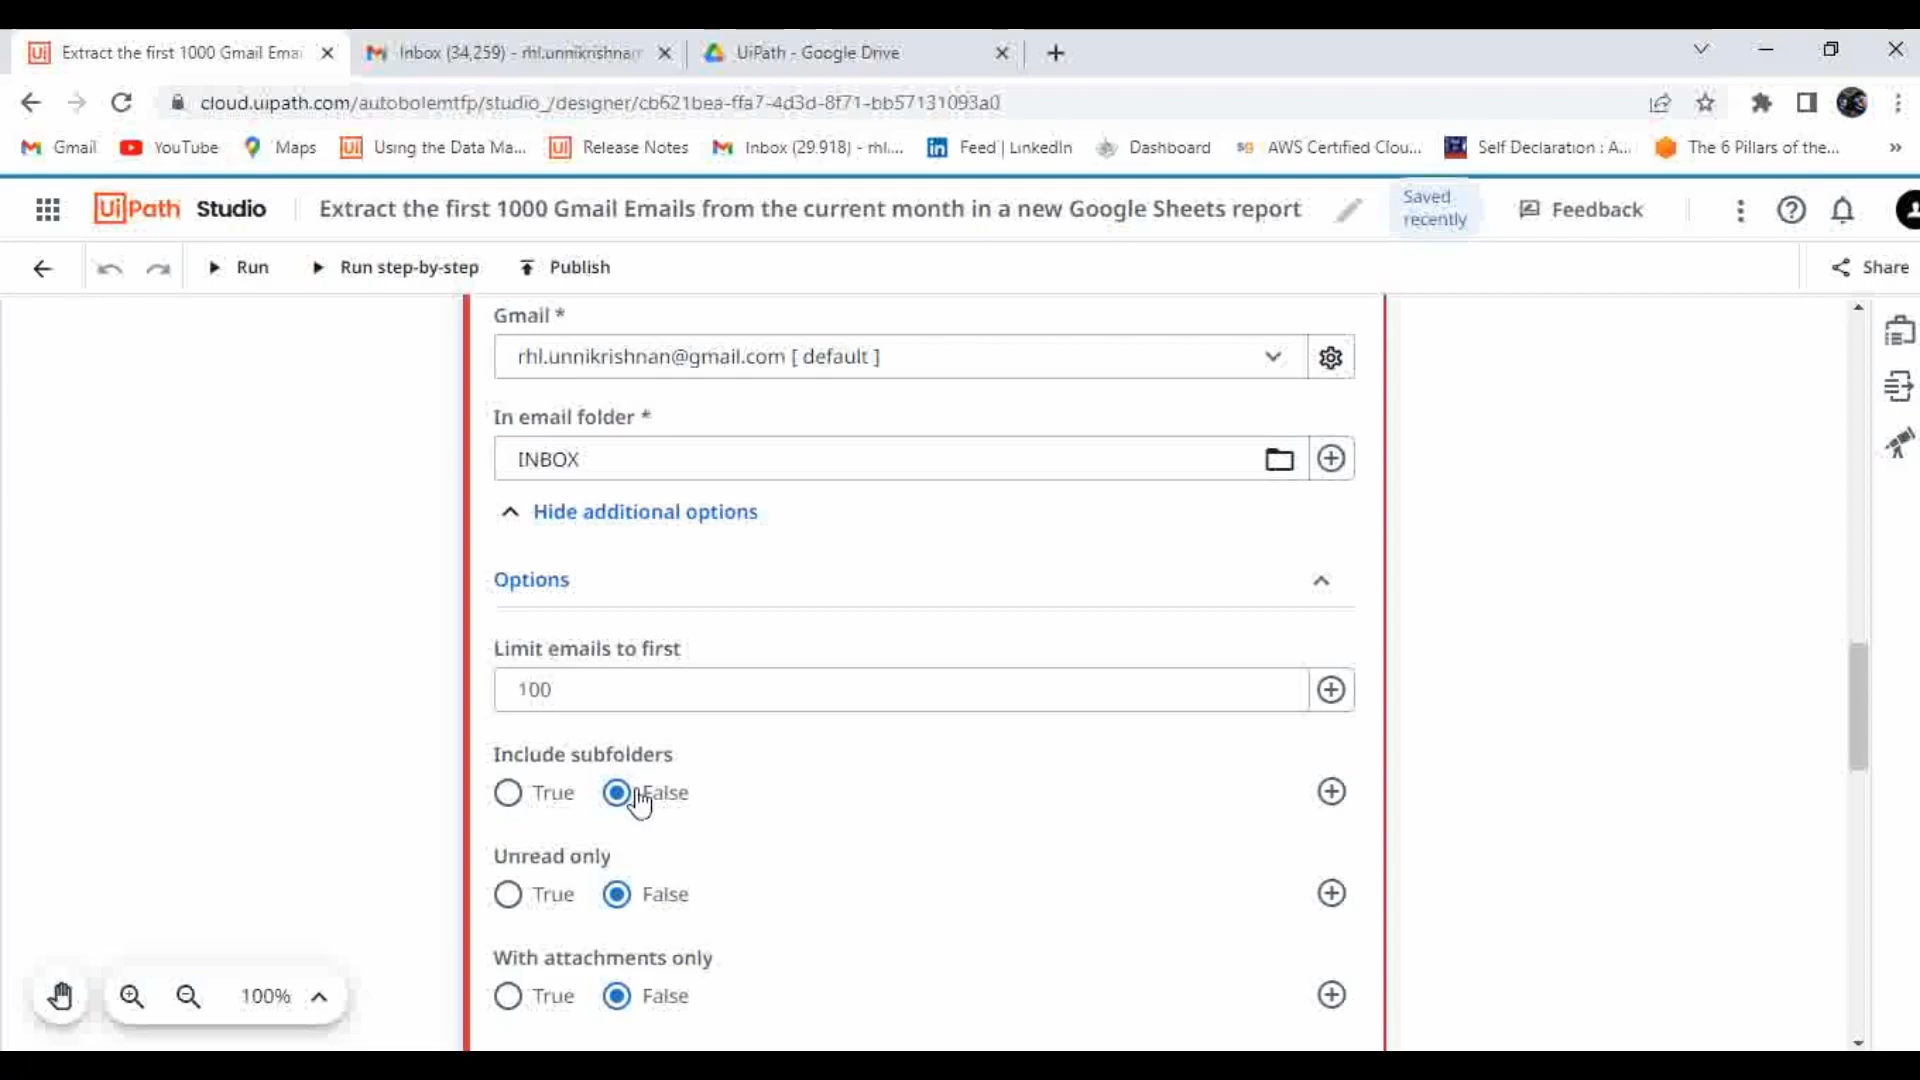 Extract the first 1000 Gmail Emai
Inbox (34,259) - rhl.unnikrishnan
UiPath - Google Drive
cloud.uipath.com/autobolemtfp/studio_/designer/cb621bea-ffa7-4d3d-8f71-bb57131093a0
Gmail
YouTube
Maps
Using the Data Ma...
Release Notes
Inbox (29,918) - rhl....
Feed | LinkedIn
Dashboard
AWS Certified Clou...
Self Declaration : A...
The 6 Pillars of the...
UiPath Studio
Extract the first 1000 Gmail Emails from the current month in a new Google Sheets report
Saved
recently
Feedback
Run
Run step-by-step
Publish
Share
Gmail *
rhl.unnikrishnan@gmail.com [ default ]
In email folder *
INBOX
Hide additional options
Options
Limit emails to first
100
Include subfolders
True False
Unread only
True False
With attachments only
True False
100%